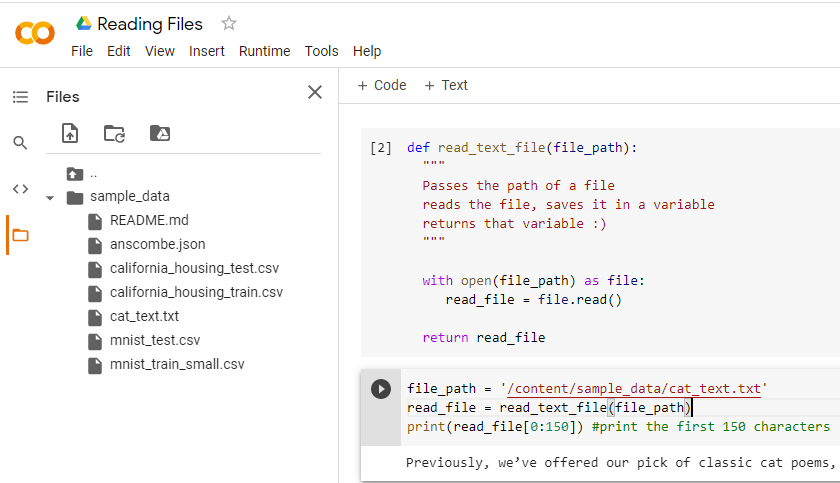 CO Reading Files
File Edit View Insert Runtime Tools Help
Files
+ Code + Text
..
sample_data
README.md
anscombe.json
california_housing_test.csv
california_housing_train.csv
cat_text.txt
mnist_test.csv
mnist_train_small.csv
[2] def read_text_file(file_path):
"""
Passes the path of a file
reads the file, saves it in a variable
returns that variable :)
"""
with open(file_path) as file:
read_file = file.read()
return read_file
file_path = '/content/sample_data/cat_text.txt'
read_file = read_text_file(file_path)
print(read_file[0:150]) #print the first 150 characters
Previously, we’ve offered our pick of classic cat poems,